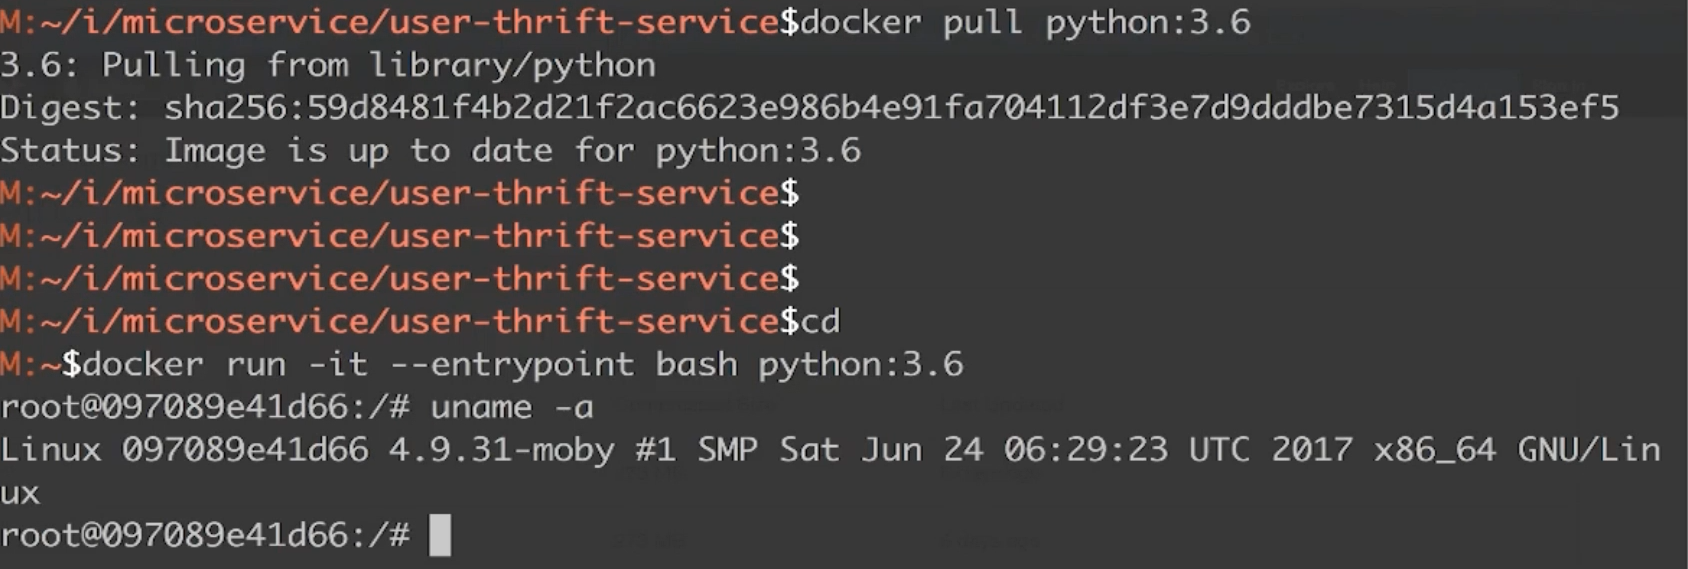 M:~/i/microservice/user-thrift-service$docker pull python:3.6
3.6: Pulling from library/python
Digest: sha256:59d8481f4b2d21f2ac6623e986b4e91fa704112df3e7d9dddbe7315d4a153ef5
Status: Image is up to date for python:3.6
M:~/i/microservice/user-thrift-service$
M:~/i/microservice/user-thrift-service$
M:~/i/microservice/user-thrift-service$
M:~/i/microservice/user-thrift-service$cd
M:~$docker run -it --entrypoint bash python:3.6
root@097089e41d66:/# uname -a
Linux 097089e41d66 4.9.31-moby #1 SMP Sat Jun 24 06:29:23 UTC 2017 x86_64 GNU/Lin
ux
root@097089e41d66:/#